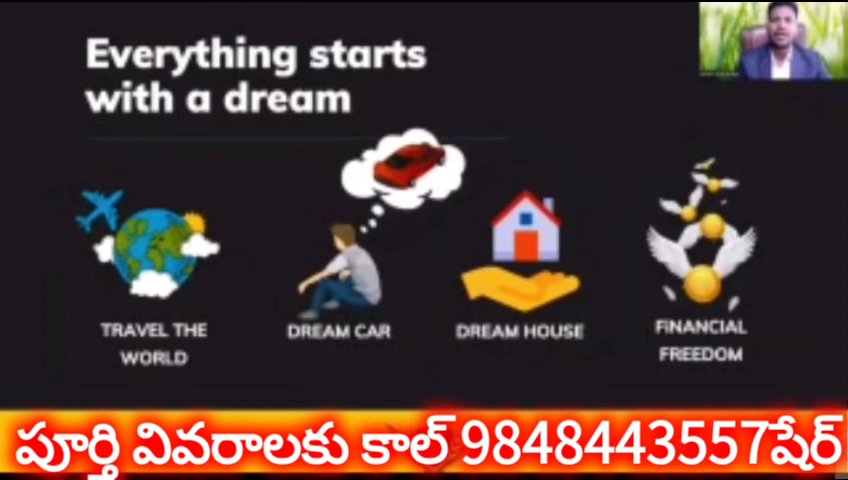 Everything starts
with a dream
TRAVEL THE
WORLD
DREAM CAR
DREAM HOUSE
FINANCIAL
FREEDOM
పూర్తి వివరాలకు కాల్ 9848443557షేర్